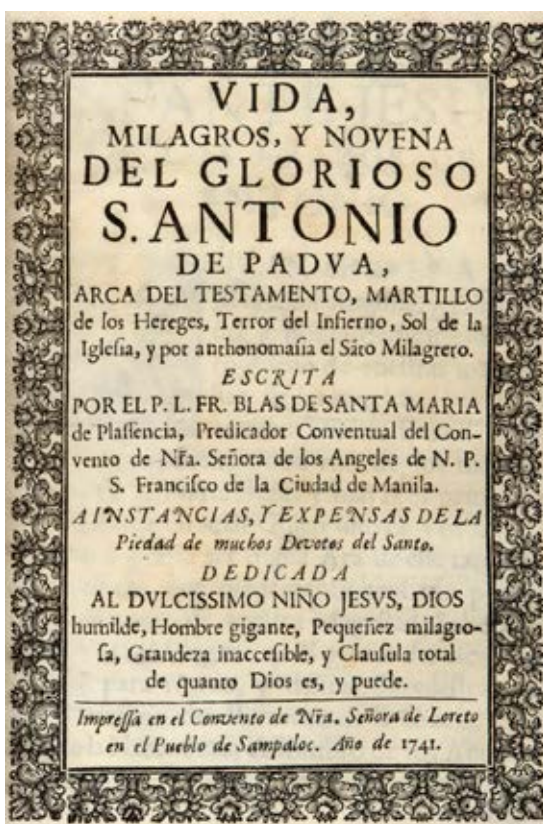 VIDA,
MILAGROS, Y NOVENA
DEL GLORIOSO
S. ANTONIO
DE PADVA,
ARCA DEL TESTAMENTO, MARTILLO
de los Hereges, Terror del Infierno, Sol de la
Igleſia, y por anthonomaſia el Sãto Milagrero.
ESCRITA
POR EL P. L. FR. BLAS DE SANTA MARIA
de Plaſſencia, Predicador Conventual del Con-
vento de Nr̃a. Señora de los Angeles de N. P.
S. Franciſco de la Ciudad de Manila.
A INSTANCIAS, Y EXPENSAS DE LA
Piedad de muchos Devotos del Santo.
DEDICADA
AL DVLCISSIMO NIÑO JESVS, DIOS
humilde, Hombre gigante, Pequeñez milagro-
ſa, Grandeza inacceſible, y Clauſula total
de quanto Dios es, y puede.
Impreſſa en el Convento de Nr̃a. Señora de Loreto
en el Pueblo de Sampaloc. Año de 1741.